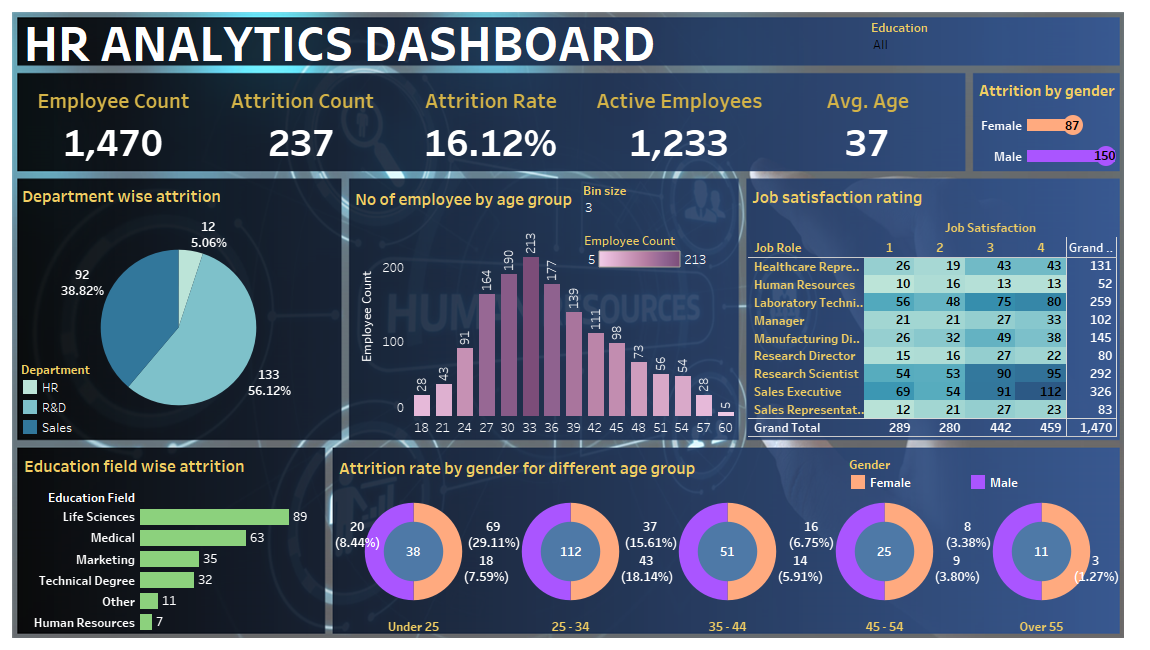 HR ANALYTICS DASHBOARD
Education
All
Employee Count
Attrition Count
Attrition Rate
Active Employees
Avg. Age
1,470
237
16.12%
1,233
37
Attrition by gender
Female 87
Male 150
Department wise attrition
12
5.06%
92
38.82%
133
56.12%
Department
HR
R&D
Sales
No of employee by age group
Bin size
3
Employee Count
5 213
Employee Count
200
100
0
28 43 91 164 190 213 177 139 111 98 73 56 54 28 5
18 21 24 27 30 33 36 39 42 45 48 51 54 57 60
HUMAN RESOURCES
Job satisfaction rating
Job Satisfaction
Job Role 1 2 3 4 Grand ..
Healthcare Repre.. 26 19 43 43 131
Human Resources 10 16 13 13 52
Laboratory Techni.. 56 48 75 80 259
Manager 21 21 27 33 102
Manufacturing Di.. 26 32 49 38 145
Research Director 15 16 27 22 80
Research Scientist 54 53 90 95 292
Sales Executive 69 54 91 112 326
Sales Representat.. 12 21 27 23 83
Grand Total 289 280 442 459 1,470
Education field wise attrition
Education Field
Life Sciences 89
Medical 63
Marketing 35
Technical Degree 32
Other 11
Human Resources 7
Attrition rate by gender for different age group
Gender
Female
Male
20
(8.44%)
38
18
(7.59%)
Under 25
69
(29.11%)
112
43
(18.14%)
25 - 34
37
(15.61%)
51
14
(5.91%)
35 - 44
16
(6.75%)
25
9
(3.80%)
45 - 54
8
(3.38%)
11
3
(1.27%)
Over 55